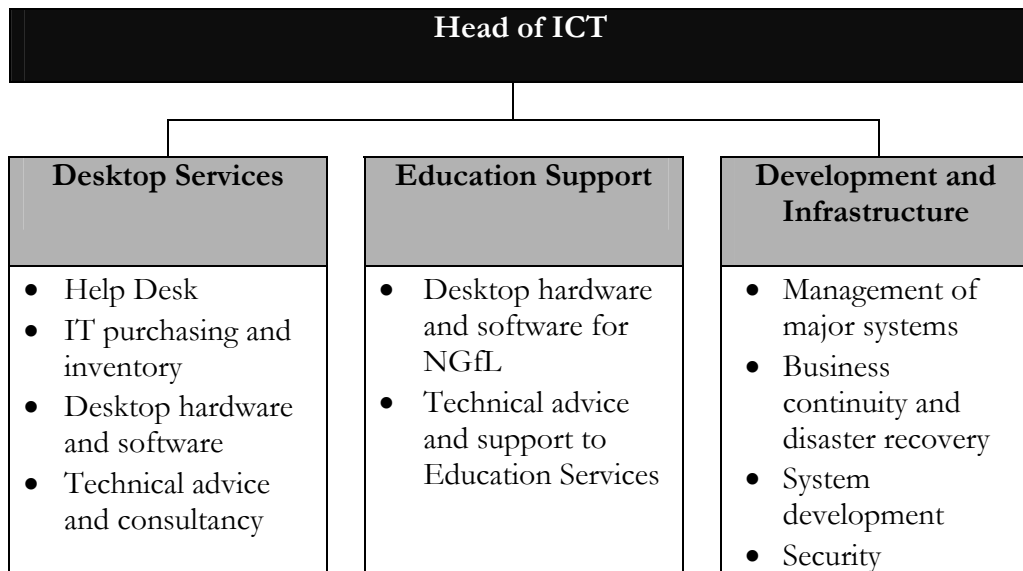 Head of ICT
Desktop Services
• Help Desk
• IT purchasing and
inventory
• Desktop hardware
and software
• Technical advice
and consultancy
Education Support
• Desktop hardware
and software for
NGfL
• Technical advice
and support to
Education Services
Development and
Infrastructure
• Management of
major systems
• Business
continuity and
disaster recovery
• System
development
• Security